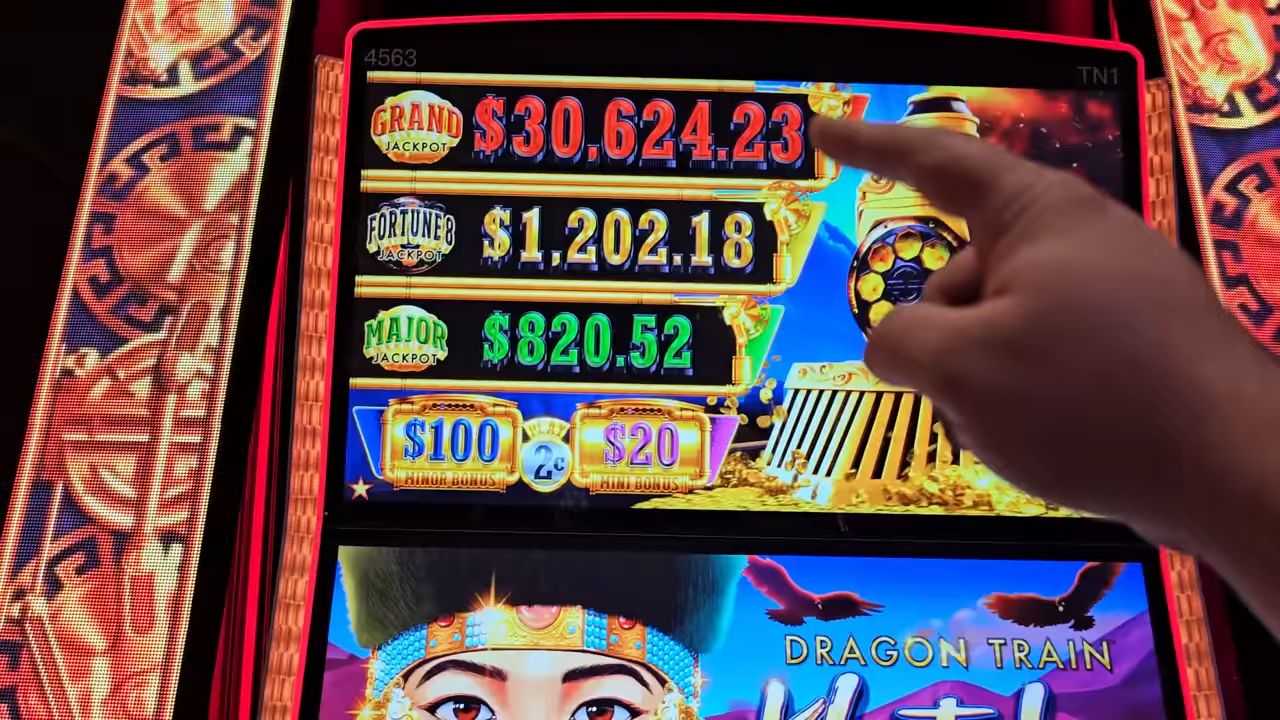 4563
TN1
GRAND
JACKPOT
$30,624.23
FORTUNE'8
JACKPOT
$1,202.18
MAJOR
JACKPOT
$820.52
$100
MINOR BONUS
PLAY
2¢
$20
MINI BONUS
DRAGON TRAIN